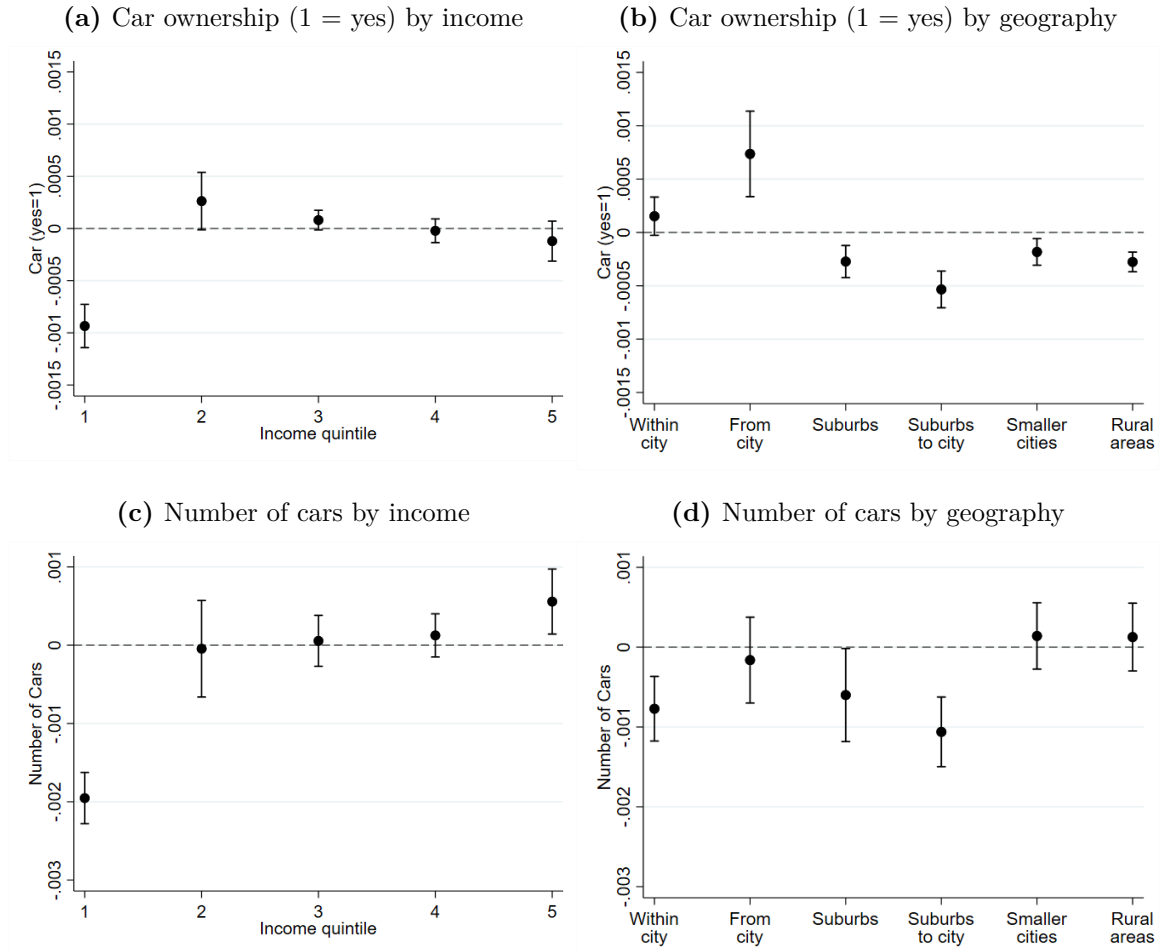 (a) Car ownership (1 = yes) by income
Car (yes=1)
.0015
.001
.0005
0
-.0005
-.001
-.0015
1 2 3 4 5
Income quintile
(b) Car ownership (1 = yes) by geography
Car (yes=1)
.0015
.001
.0005
0
-.0005
-.001
-.0015
Within From Suburbs Suburbs Smaller Rural
city city to city cities areas
(c) Number of cars by income
Number of Cars
.001
0
-.001
-.002
-.003
1 2 3 4 5
Income quintile
(d) Number of cars by geography
Number of Cars
.001
0
-.001
-.002
-.003
Within From Suburbs Suburbs Smaller Rural
city city to city cities areas